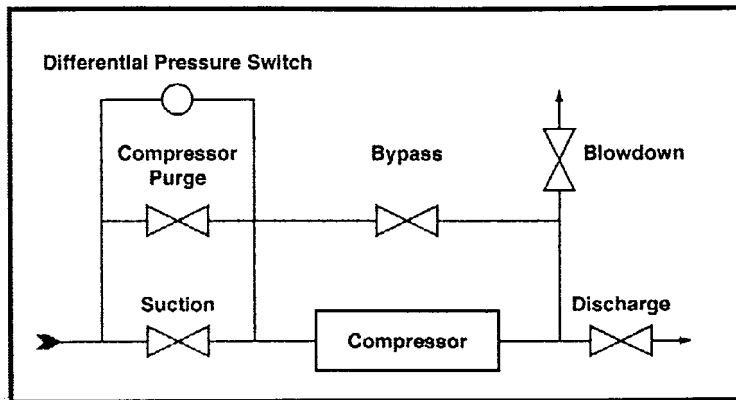 Differential Pressure Switch
Compressor
Purge
Bypass
Blowdown
Suction
Compressor
Discharge